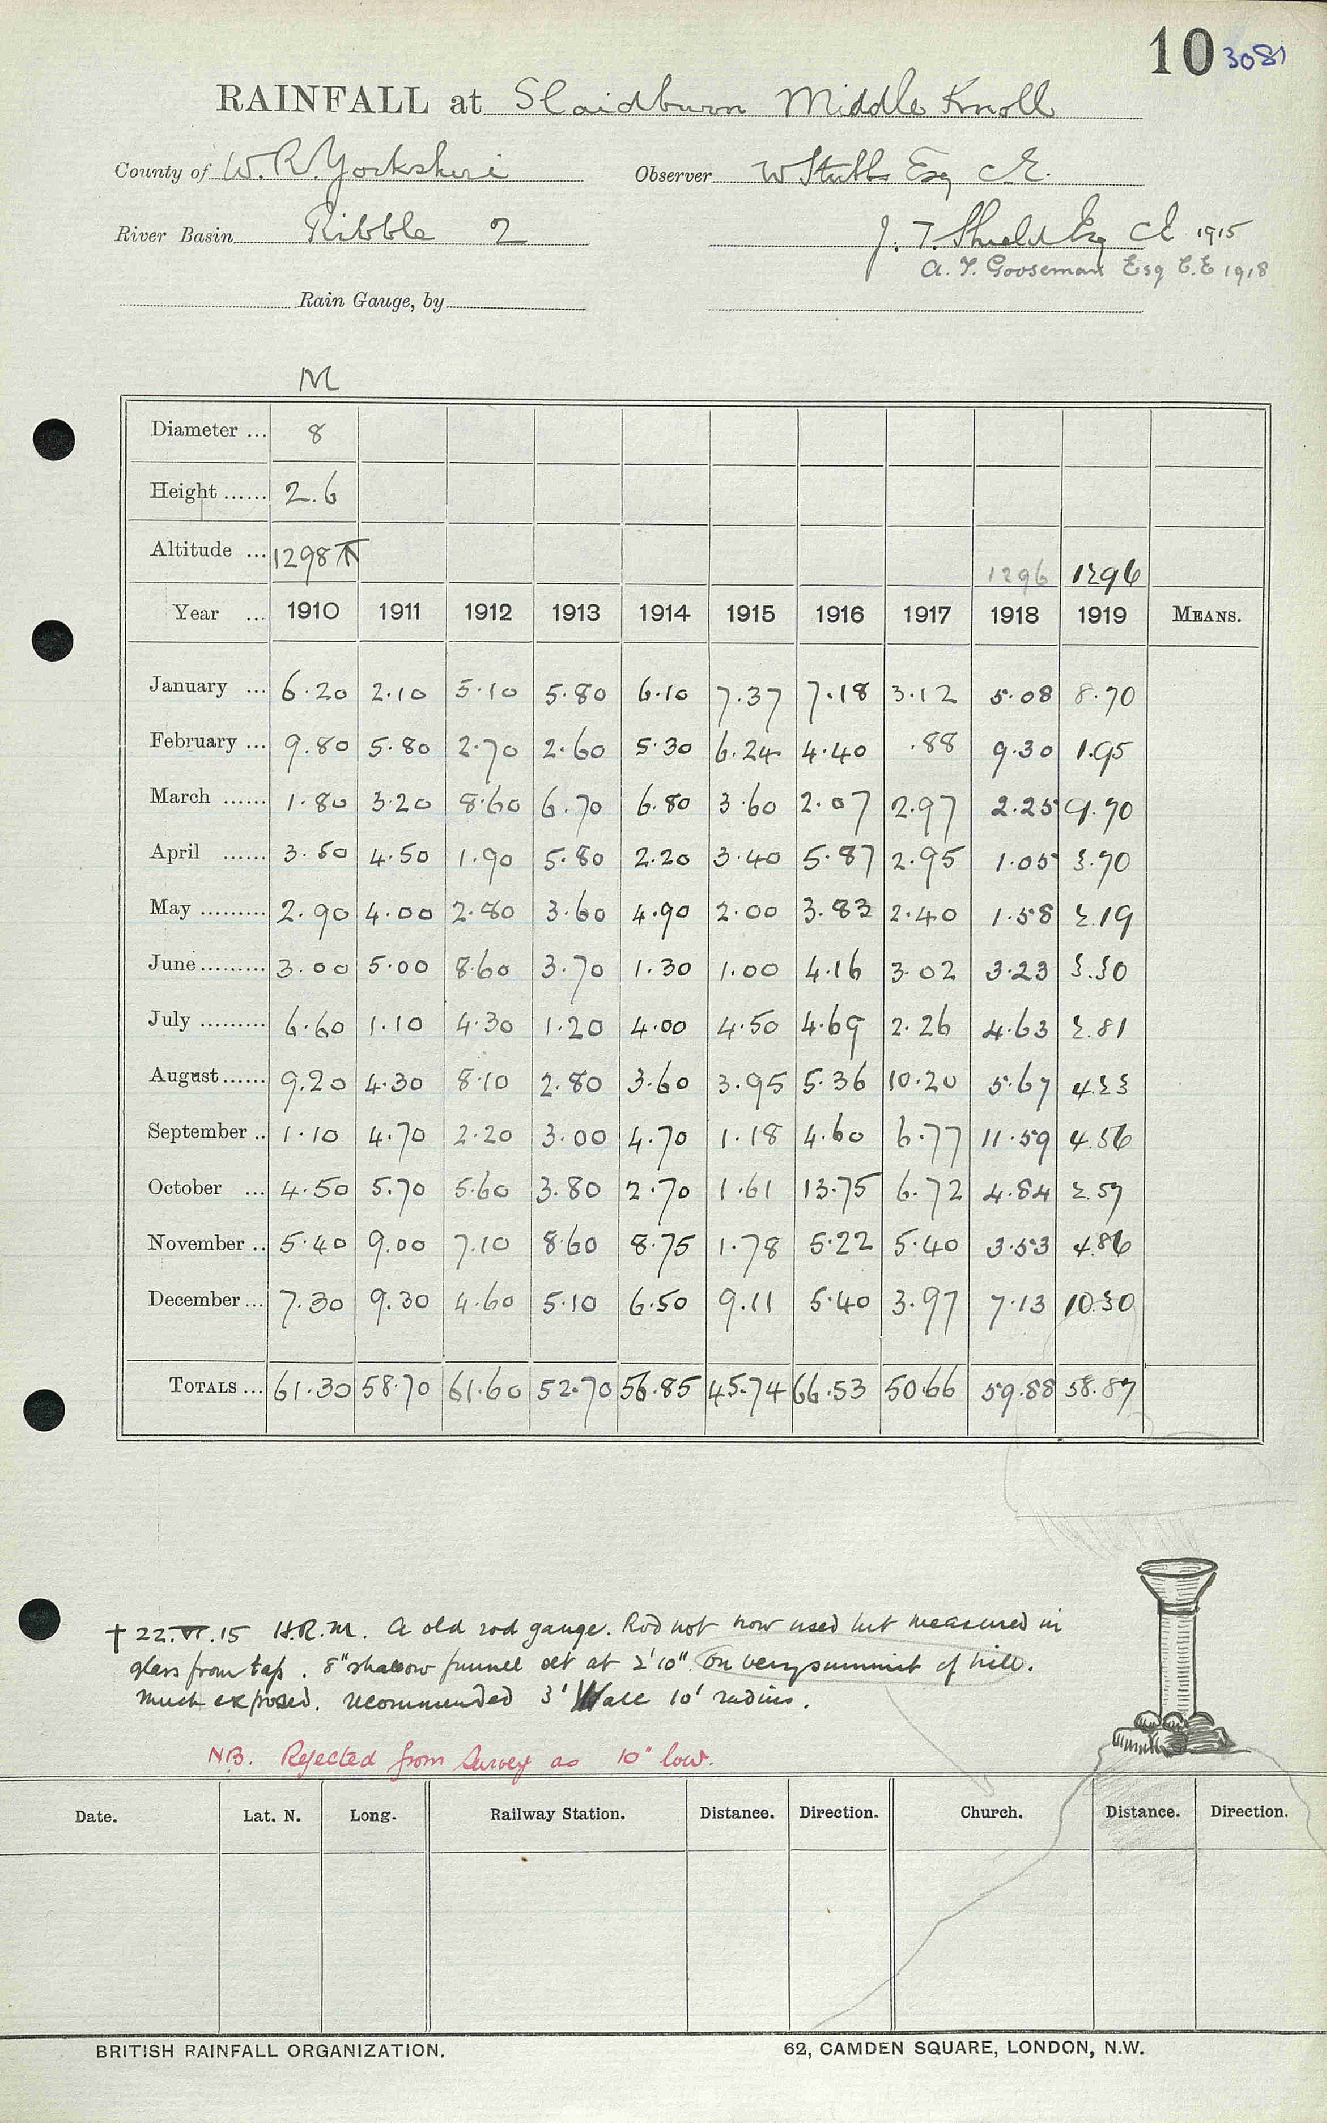 10 3081
RAINFALL at Slaidburn Middle Knoll
County of W.R. Yorkshire Observer W Stubbs Esq C.E.
River Basin Ribble 2 J. T. Shield Esq CE 1915
A. F. Gooseman Esq C.E 1918
Rain Gauge, by
M
Diameter ... 8
Height ...... 2.6
Altitude ... 1298 1296 1296
Year ... 1910 1911 1912 1913 1914 1915 1916 1917 1918 1919 MEANS.
January ... 6.20 2.10 5.10 5.80 6.10 7.37 7.18 3.12 5.08 8.70
February ... 9.80 5.80 2.70 2.60 5.30 6.24 4.40 .88 9.30 1.95
March ...... 1.80 3.20 8.60 6.70 6.80 3.60 2.07 2.97 2.25 9.70
April ...... 3.50 4.50 1.90 5.80 2.20 3.40 5.87 2.95 1.05 3.70
May ......... 2.90 4.00 2.80 3.60 4.90 2.00 3.83 2.40 1.58 2.19
June ......... 3.00 5.00 8.60 3.70 1.30 1.00 4.16 3.02 3.23 3.30
July ......... 6.60 1.10 4.30 1.20 4.00 4.50 4.69 2.26 4.63 2.81
August ...... 9.20 4.30 8.10 2.80 3.60 3.95 5.36 10.20 5.67 4.23
September .. 1.10 4.70 2.20 3.00 4.70 1.18 4.60 6.77 11.59 4.56
October ... 4.50 5.70 5.60 3.80 2.70 1.61 13.75 6.72 4.84 2.57
November .. 5.40 9.00 7.10 8.60 8.75 1.78 5.22 5.40 3.53 4.86
December ... 7.30 9.30 4.60 5.10 6.50 9.11 5.40 3.97 7.13 10.30
TOTALS ... 61.30 58.70 61.60 52.70 56.85 45.74 66.53 50.66 59.88 58.87
† 22.VI.15 H.R.M. A old rod gauge. Rod not now used but measured in
glass from tap. 8" shallow funnel set at 2'10" on very summit of hill.
Much exposed. recommended 3' Wall 10' radius.
NB. Rejected from Survey as 10" low.
Date. Lat. N. Long. Railway Station. Distance. Direction. Church. Distance. Direction.
BRITISH RAINFALL ORGANIZATION. 62, CAMDEN SQUARE, LONDON, N.W.